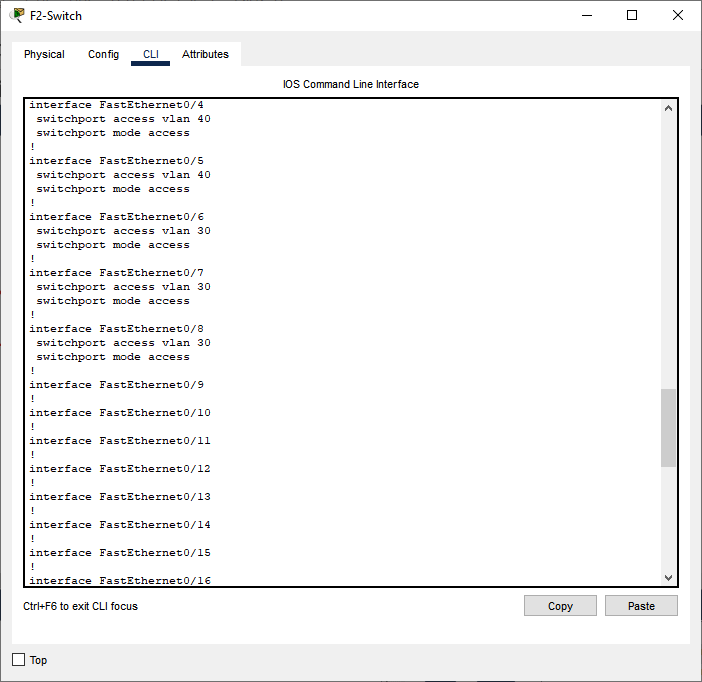 F2-Switch
Physical Config CLI Attributes
IOS Command Line Interface
interface FastEthernet0/4
switchport access vlan 40
switchport mode access
!
interface FastEthernet0/5
switchport access vlan 40
switchport mode access
!
interface FastEthernet0/6
switchport access vlan 30
switchport mode access
!
interface FastEthernet0/7
switchport access vlan 30
switchport mode access
!
interface FastEthernet0/8
switchport access vlan 30
switchport mode access
!
interface FastEthernet0/9
!
interface FastEthernet0/10
!
interface FastEthernet0/11
!
interface FastEthernet0/12
!
interface FastEthernet0/13
!
interface FastEthernet0/14
!
interface FastEthernet0/15
!
interface FastEthernet0/16
Ctrl+F6 to exit CLI focus
Copy Paste
Top